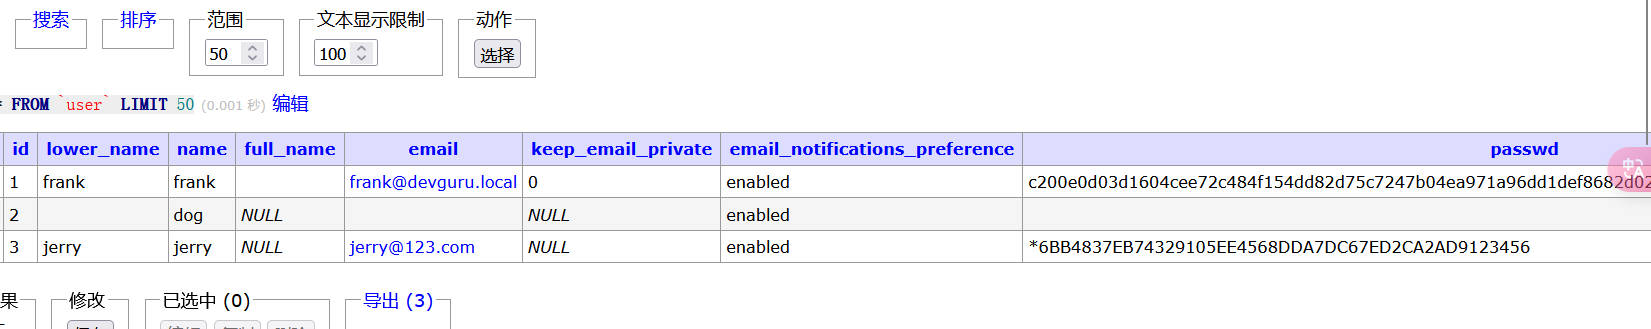 搜索 排序 范围 文本显示限制 动作
50 100 选择
* FROM `user` LIMIT 50 (0.001 秒) 编辑
id lower_name name full_name email keep_email_private email_notifications_preference passwd
1 frank frank frank@devguru.local 0 enabled c200e0d03d1604cee72c484f154dd82d75c7247b04ea971a96dd1def8682d02
2 dog NULL NULL enabled
3 jerry jerry NULL jerry@123.com NULL enabled *6BB4837EB74329105EE4568DDA7DC67ED2CA2AD9123456
果 修改 已选中 (0) 导出 (3)